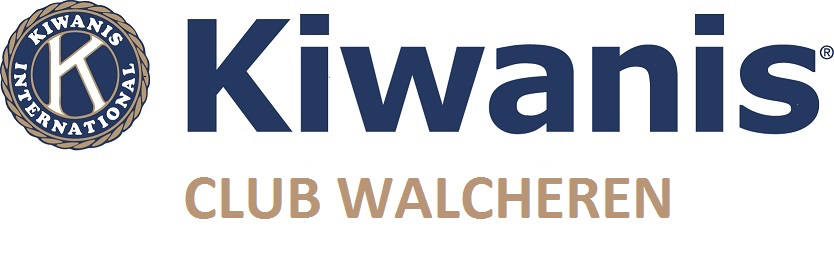 KIWANIS
K
INTERNATIONAL
Kiwanis®
CLUB WALCHEREN